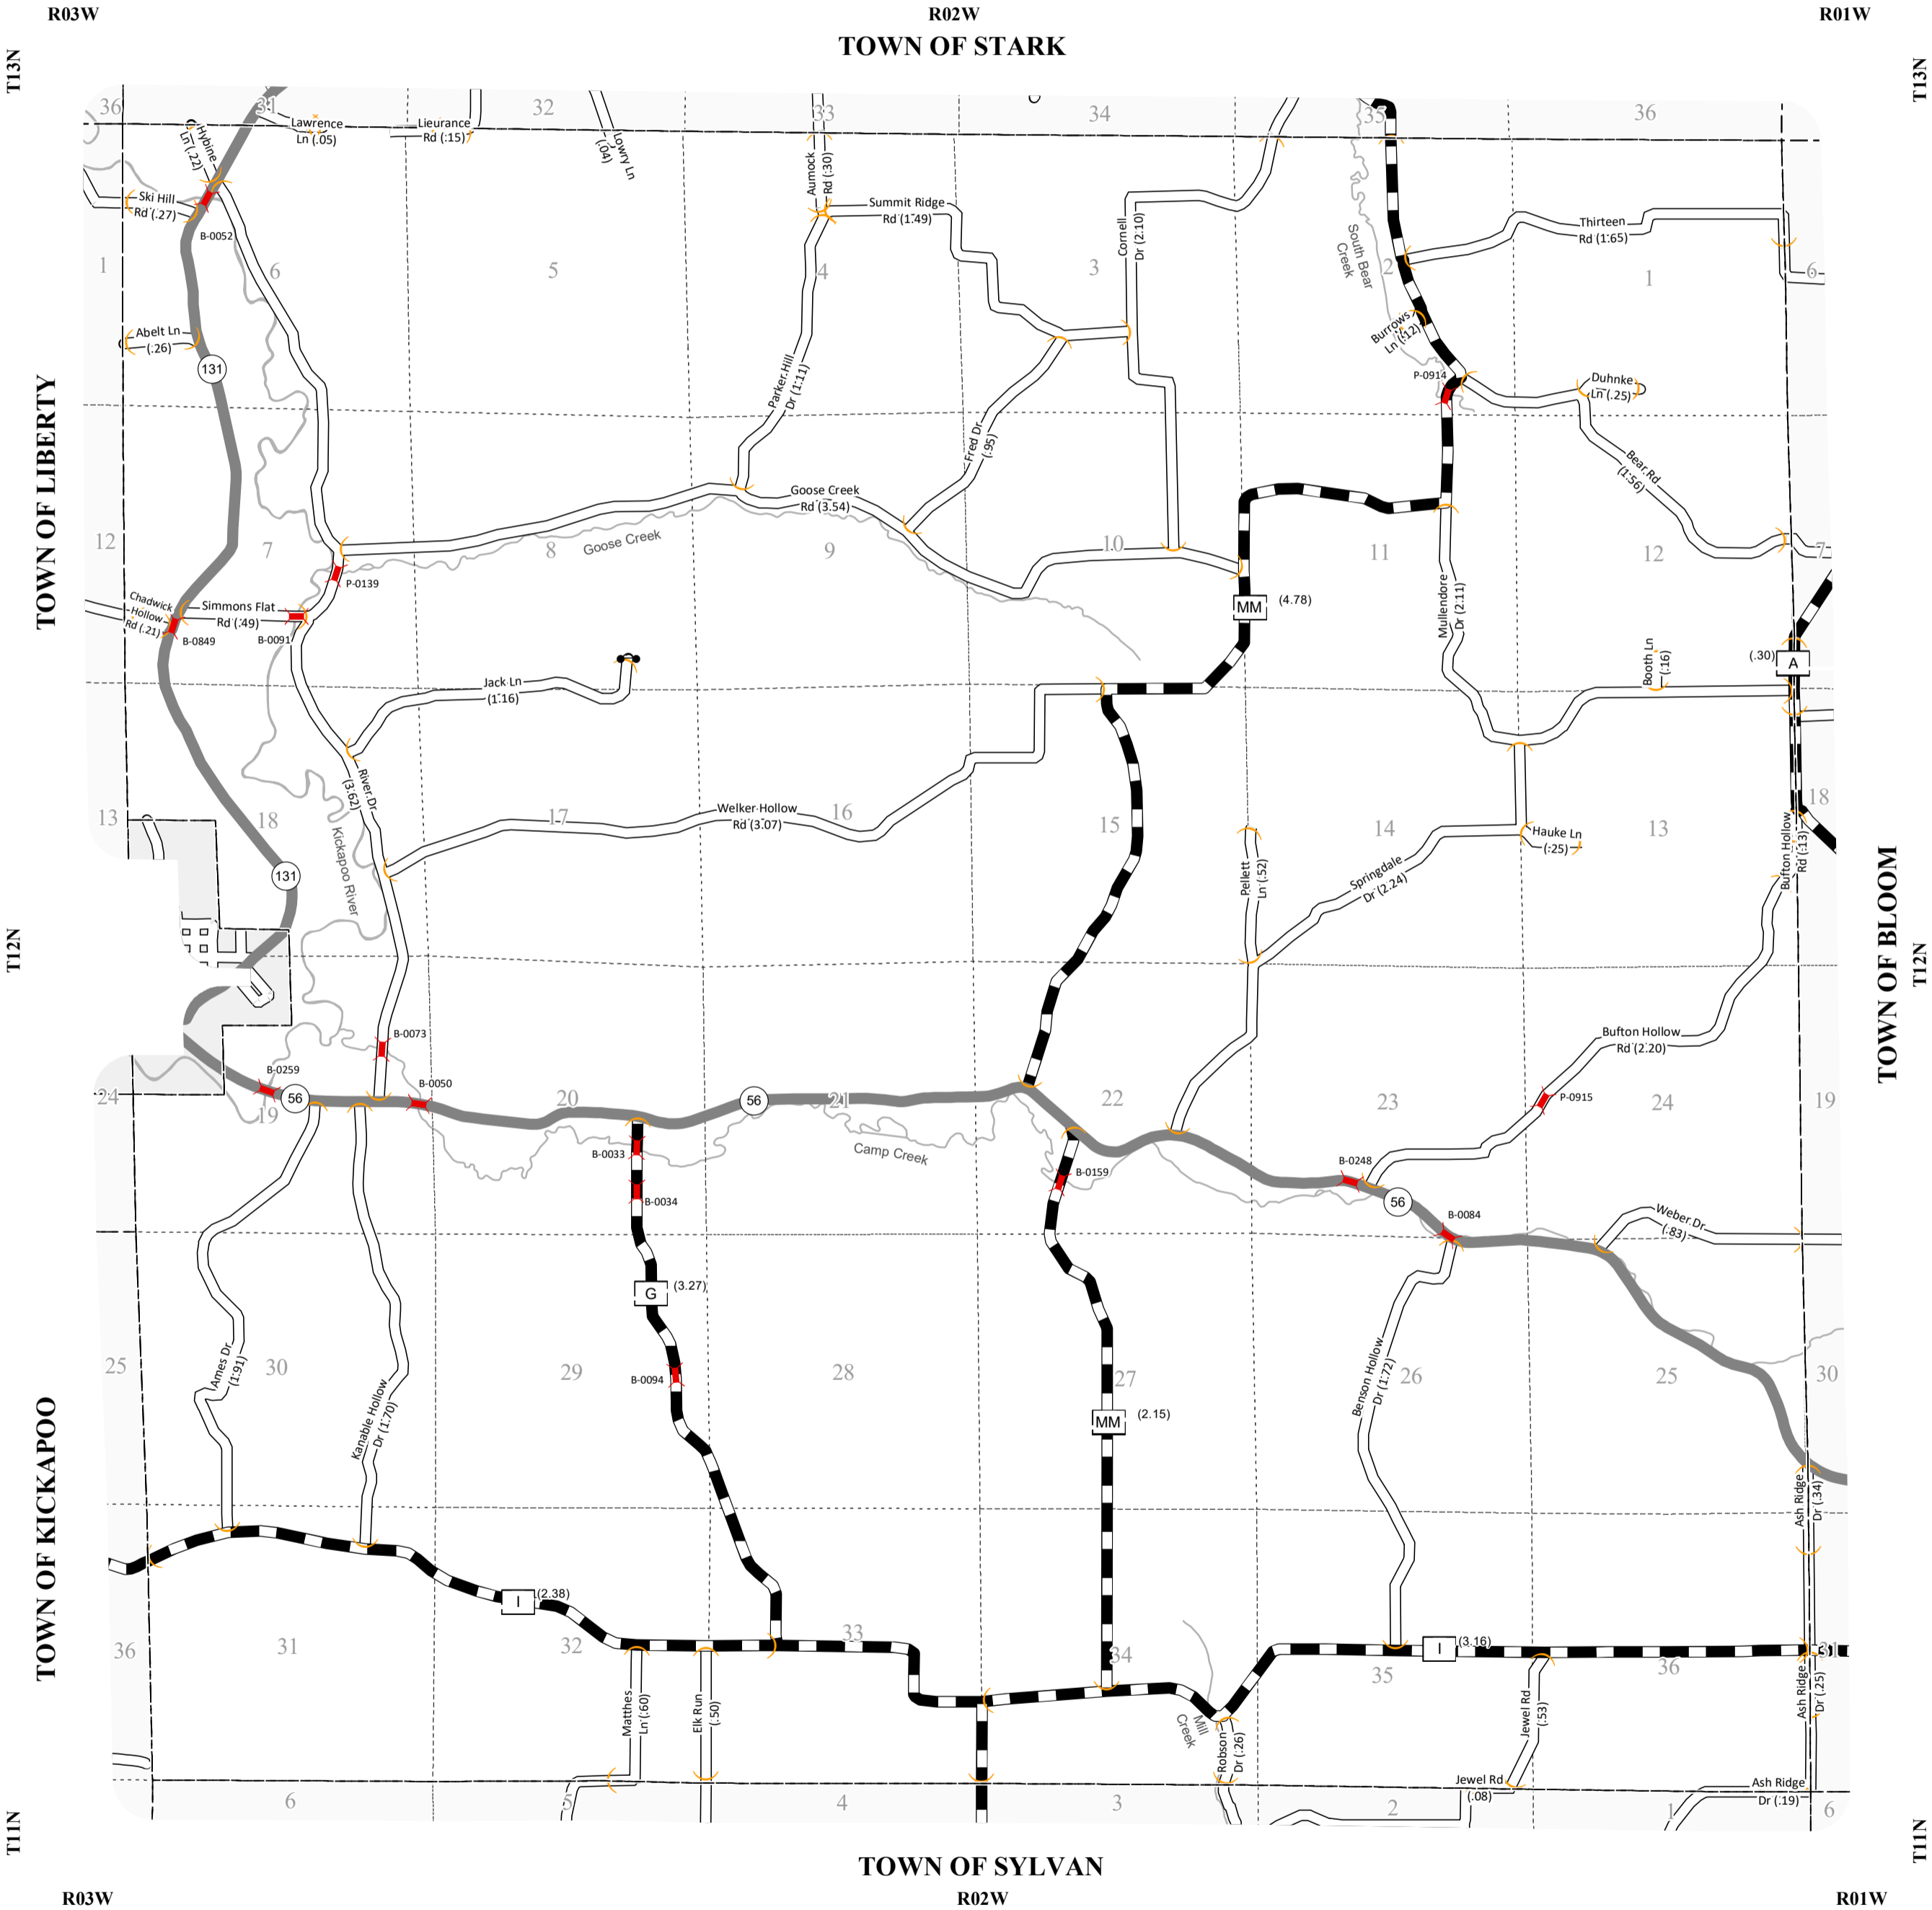 R03W R02W R01W
TOWN OF STARK
T13N T13N
36 31 32 33 34 35 36
Lawrence
Ln (.05)
Lieurance
Rd (.15)
Lowry Ln
(.04)
Hybine
Ln (.22)
Aumock
Rd (.30)
Ski Hill
Rd (.27)
B-0052
Summit Ridge
Rd (1.49)
Cornell
Dr (2.10)
South Bear
Creek
Thirteen
Rd (1.65)
1 6 5 4 3 2 1 6
Abelt Ln
(.26)
131
Burrows
Ln (.12)
P-0914
Duhnke
Ln (.25)
Parker Hill
Dr (1.11)
Fred Dr
(.95)
Bear Rd
(1.56)
TOWN OF LIBERTY
Goose Creek
Rd (3.54)
Goose Creek
12 7 8 9 10 11 12 7
P-0139
Chadwick
Hollow
Rd (.21)
Simmons Flat
Rd (.49)
B-0849
B-0091
MM
(4.78)
Mullendore
Dr (2.11)
Booth Ln
(.16)
(.30)
A
Jack Ln
(1.16)
River Dr
(3.62)
Kickapoo River
Welker Hollow
Rd (3.07)
13 18 17 16 15 14 13 18
131
Pellett
Ln (.52)
Springdale
Dr (2.24)
Hauke Ln
(.25)
Bufton Hollow
Rd (.13)
TOWN OF BLOOM
T12N T12N
B-0073
Bufton Hollow
Rd (2.20)
B-0259
56
B-0050
56
24 19 20 21 22 23 24 19
P-0915
B-0033
Camp Creek
B-0159
B-0248
B-0034
56
B-0084
Weber Dr
(.83)
G
(3.27)
Ames Dr
(1.91)
Kanable Hollow
Dr (1.70)
B-0094
25 30 29 28 27 26 25 30
MM
(2.15)
Benson Hollow
Dr (1.72)
TOWN OF KICKAPOO
Ash Ridge
Dr (.34)
I
(2.38)
I
(3.16)
36 31 32 33 34 35 36 31
Matthes
Ln (.60)
Elk Run
(.50)
Mill
Creek
Robson
Dr (.26)
Jewel Rd
(.53)
Ash Ridge
Dr (.25)
Jewel Rd
(.08)
Ash Ridge
Dr (.19)
6 5 4 3 2 1 6
T11N T11N
TOWN OF SYLVAN
R03W R02W R01W